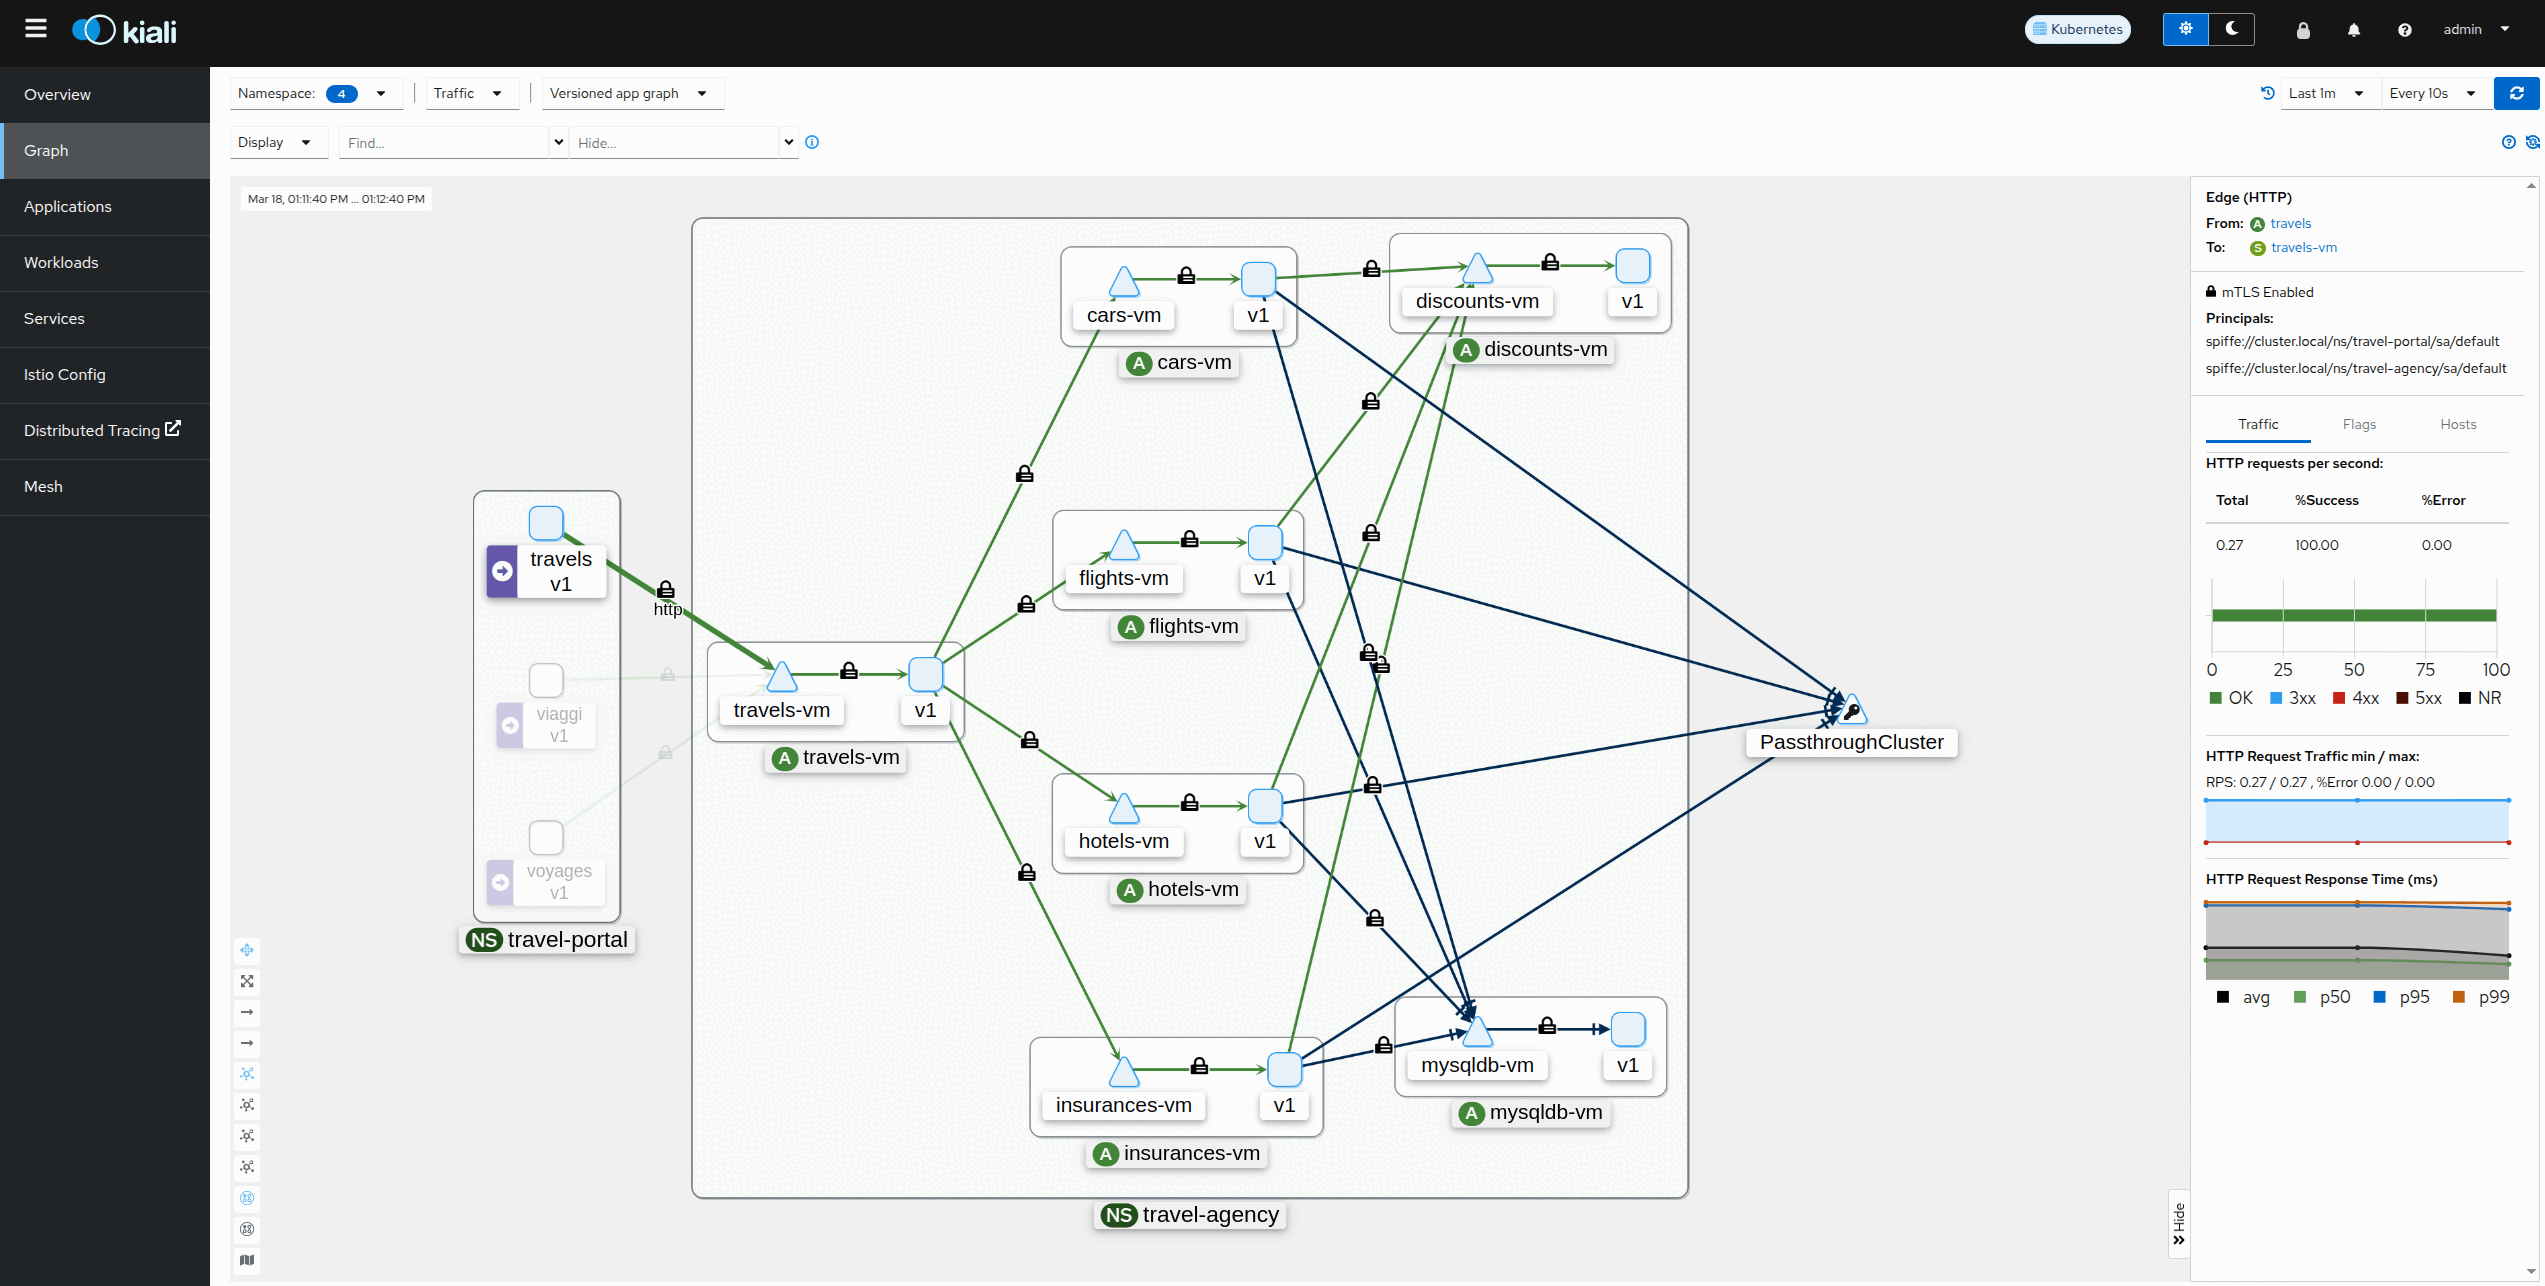 kiali
Kubernetes
admin
Overview
Graph
Applications
Workloads
Services
Istio Config
Distributed Tracing
Mesh
Namespace: 4
Traffic
Versioned app graph
Last 1m
Every 10s
Display
Find...
Hide...
Mar 18, 01:11:40 PM ... 01:12:40 PM
travels
v1
http
viaggi
v1
voyages
v1
NS travel-portal
travels-vm
v1
A travels-vm
cars-vm
v1
A cars-vm
discounts-vm
v1
A discounts-vm
flights-vm
v1
A flights-vm
hotels-vm
v1
A hotels-vm
insurances-vm
v1
A insurances-vm
mysqldb-vm
v1
A mysqldb-vm
NS travel-agency
PassthroughCluster
Hide
Edge (HTTP)
From: A travels
To: S travels-vm
mTLS Enabled
Principals:
spiffe://cluster.local/ns/travel-portal/sa/default
spiffe://cluster.local/ns/travel-agency/sa/default
Traffic Flags Hosts
HTTP requests per second:
Total %Success %Error
0.27 100.00 0.00
0 25 50 75 100
OK 3xx 4xx 5xx NR
HTTP Request Traffic min / max:
RPS: 0.27 / 0.27 , %Error 0.00 / 0.00
HTTP Request Response Time (ms)
avg p50 p95 p99